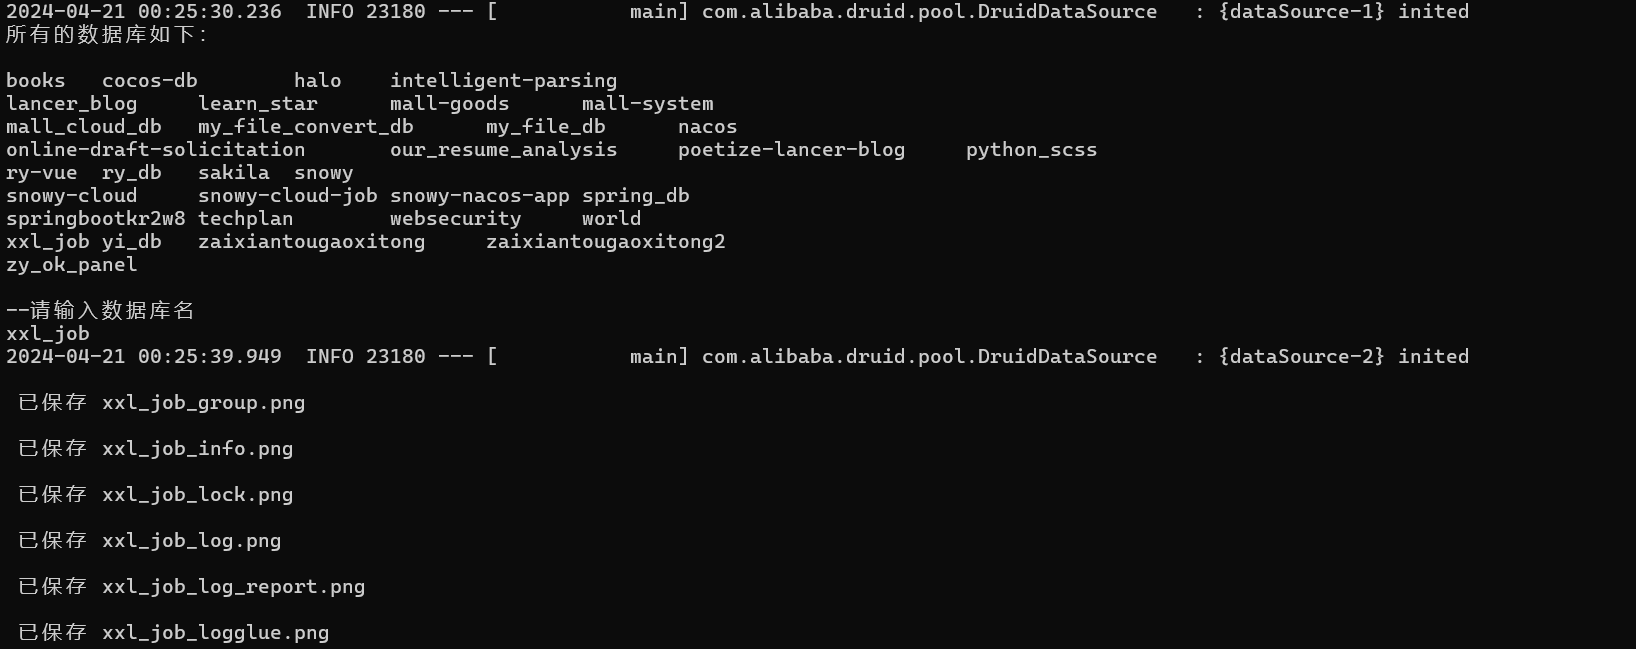 2024-04-21 00:25:30.236  INFO 23180 --- [           main] com.alibaba.druid.pool.DruidDataSource   : {dataSource-1} inited
所有的数据库如下:
books   cocos-db        halo    intelligent-parsing
lancer_blog     learn_star      mall-goods      mall-system
mall_cloud_db   my_file_convert_db      my_file_db      nacos
online-draft-solicitation       our_resume_analysis     poetize-lancer-blog     python_scss
ry-vue  ry_db   sakila  snowy
snowy-cloud     snowy-cloud-job snowy-nacos-app spring_db
springbootkr2w8 techplan        websecurity     world
xxl_job yi_db   zaixiantougaoxitong     zaixiantougaoxitong2
zy_ok_panel
--请输入数据库名
xxl_job
2024-04-21 00:25:39.949  INFO 23180 --- [           main] com.alibaba.druid.pool.DruidDataSource   : {dataSource-2} inited
已保存 xxl_job_group.png
已保存 xxl_job_info.png
已保存 xxl_job_lock.png
已保存 xxl_job_log.png
已保存 xxl_job_log_report.png
已保存 xxl_job_logglue.png